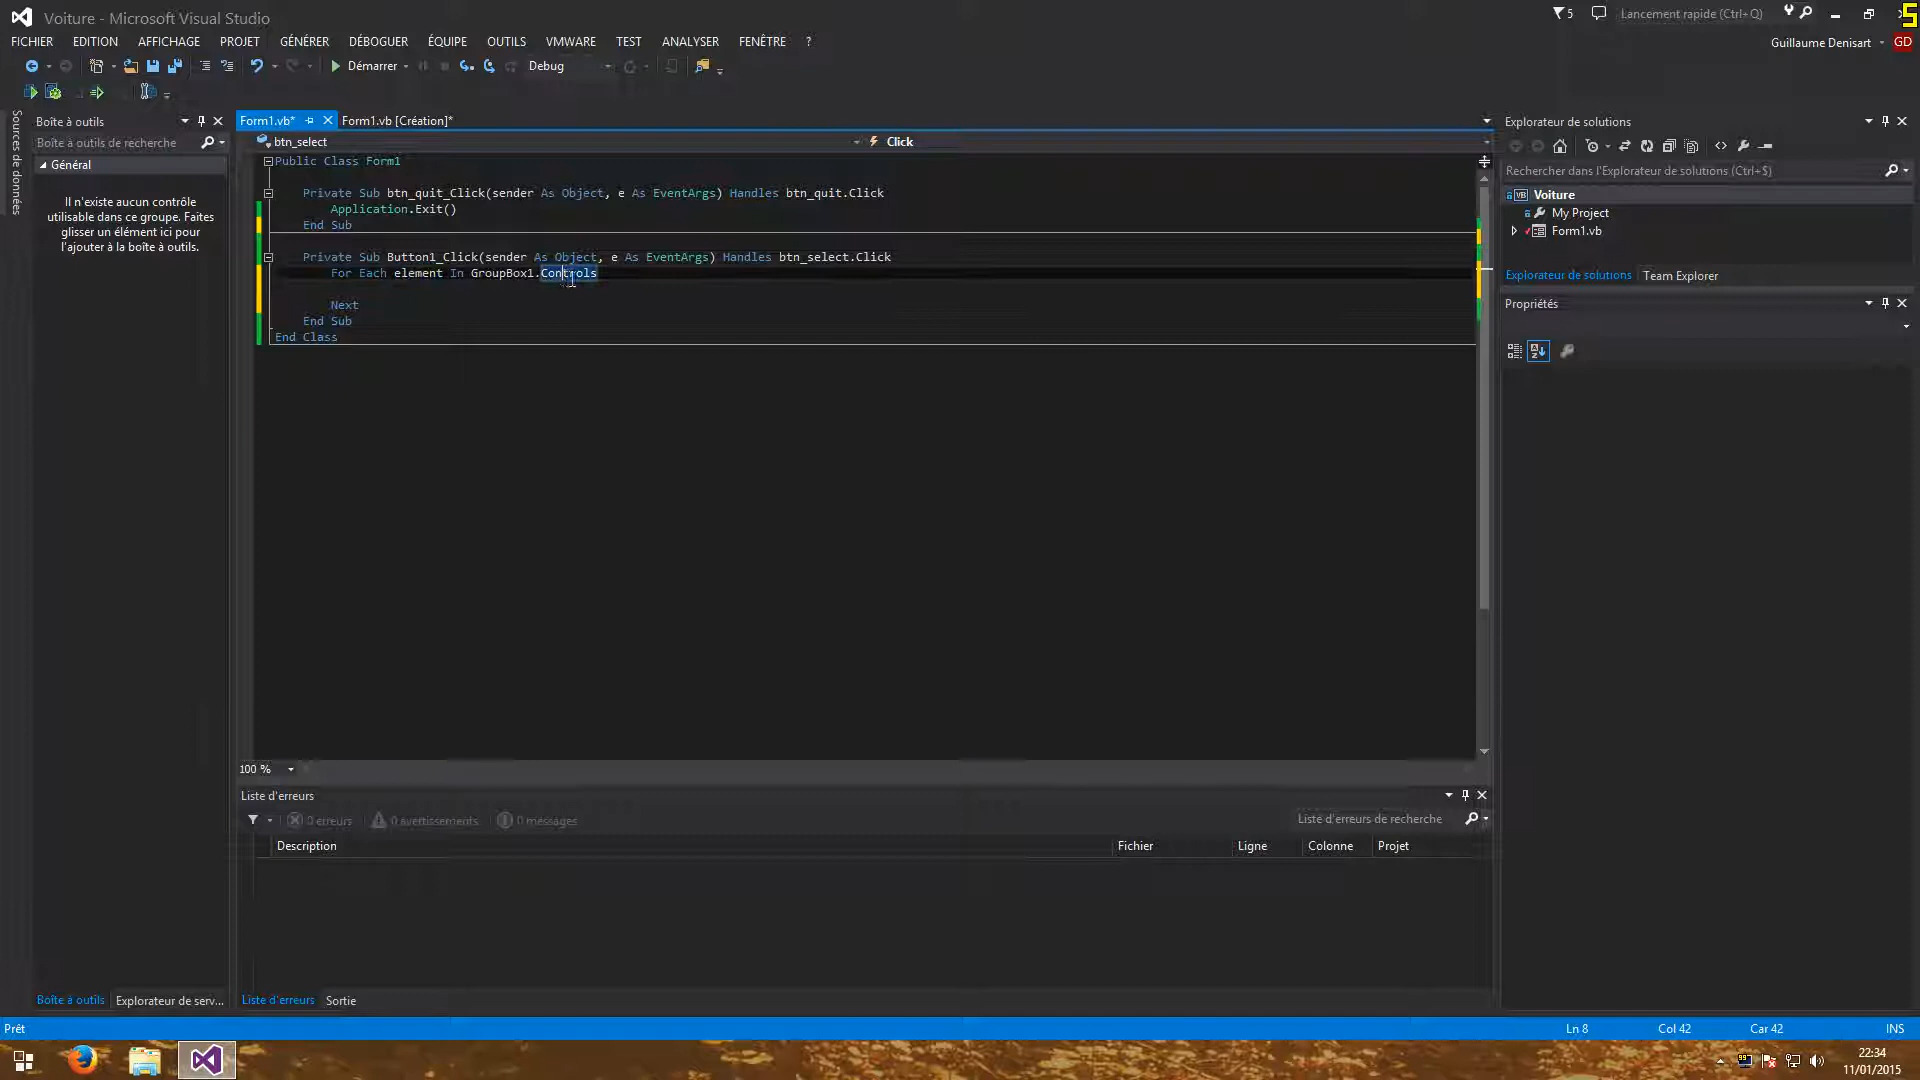 Voiture - Microsoft Visual Studio
5
Lancement rapide (Ctrl+Q)
FICHIER EDITION AFFICHAGE PROJET GÉNÉRER DÉBOGUER ÉQUIPE OUTILS VMWARE TEST ANALYSER FENÊTRE ?
Guillaume Denisart GD
Démarrer Debug
Sources de données
Boîte à outils
Boîte à outils de recherche
Général
Il n'existe aucun contrôle
utilisable dans ce groupe. Faites
glisser un élément ici pour
l'ajouter à la boîte à outils.
Form1.vb* Form1.vb [Création]*
btn_select Click
Public Class Form1
Private Sub btn_quit_Click(sender As Object, e As EventArgs) Handles btn_quit.Click
Application.Exit()
End Sub
Private Sub Button1_Click(sender As Object, e As EventArgs) Handles btn_select.Click
For Each element In GroupBox1.Controls
Next
End Sub
End Class
100 %
Liste d'erreurs
0 erreurs 0 avertissements 0 messages
Liste d'erreurs de recherche
Description Fichier Ligne Colonne Projet
Explorateur de solutions
Rechercher dans l'Explorateur de solutions (Ctrl+$)
VB Voiture
My Project
Form1.vb
Explorateur de solutions Team Explorer
Propriétés
Boîte à outils Explorateur de serv... Liste d'erreurs Sortie
Prêt Ln 8 Col 42 Car 42 INS
22:34
11/01/2015